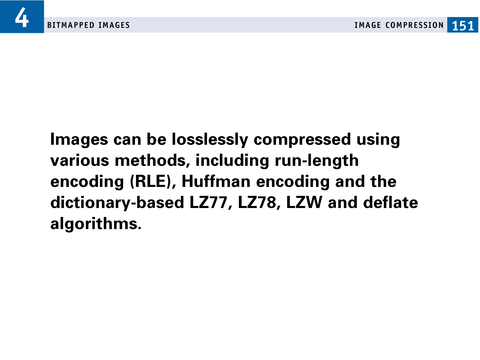 4
BITMAPPED IMAGES
IMAGE COMPRESSION 151
Images can be losslessly compressed using
various methods, including run-length
encoding (RLE), Huffman encoding and the
dictionary-based LZ77, LZ78, LZW and deflate
algorithms.